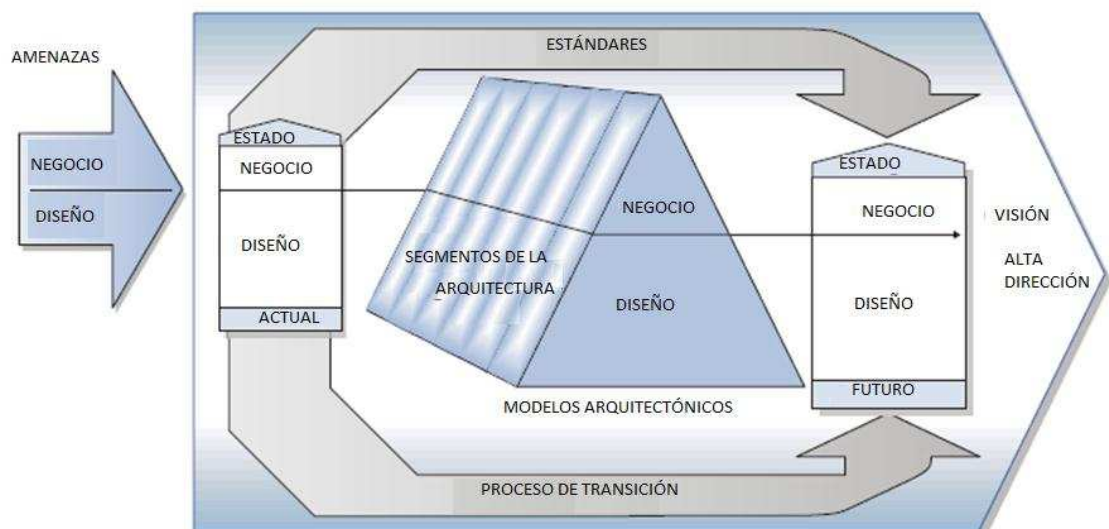 ESTÁNDARES
AMENAZAS
NEGOCIO
DISEÑO
ESTADO
NEGOCIO
DISEÑO
ACTUAL
SEGMENTOS DE LA
ARQUITECTURA
NEGOCIO
DISEÑO
MODELOS ARQUITECTÓNICOS
ESTADO
NEGOCIO
DISEÑO
FUTURO
VISIÓN
ALTA
DIRECCIÓN
PROCESO DE TRANSICIÓN